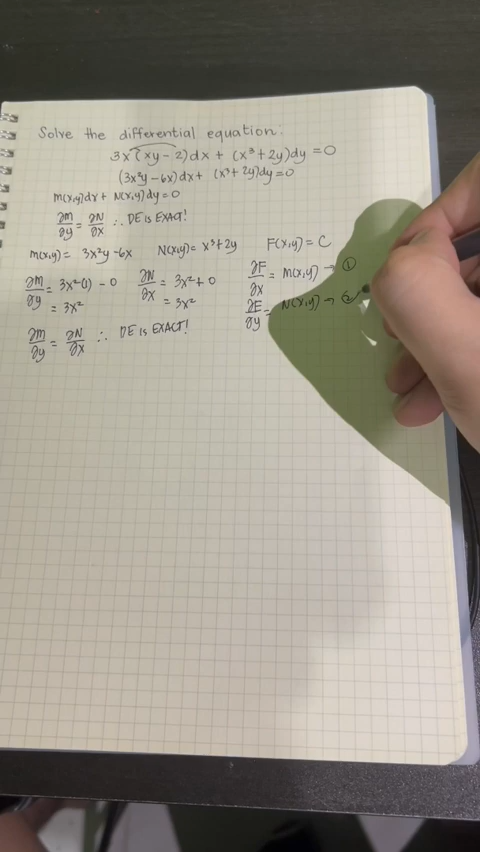 Solve the differential equation:
3x(xy-2)dx + (x³+2y)dy = 0
(3x²y-6x)dx + (x³+2y)dy = 0
M(x,y)dx + N(x,y)dy = 0
∂M/∂y = ∂N/∂x ∴ DE is EXACT!
M(x,y) = 3x²y-6x N(x,y) = x³+2y F(x,y) = C
∂M/∂y = 3x²(1) - 0 ∂N/∂x = 3x²+0 ∂F/∂x = M(x,y) → ①
= 3x² = 3x² ∂F/∂y = N(x,y) → ②
∂M/∂y = ∂N/∂x ∴ DE is EXACT!